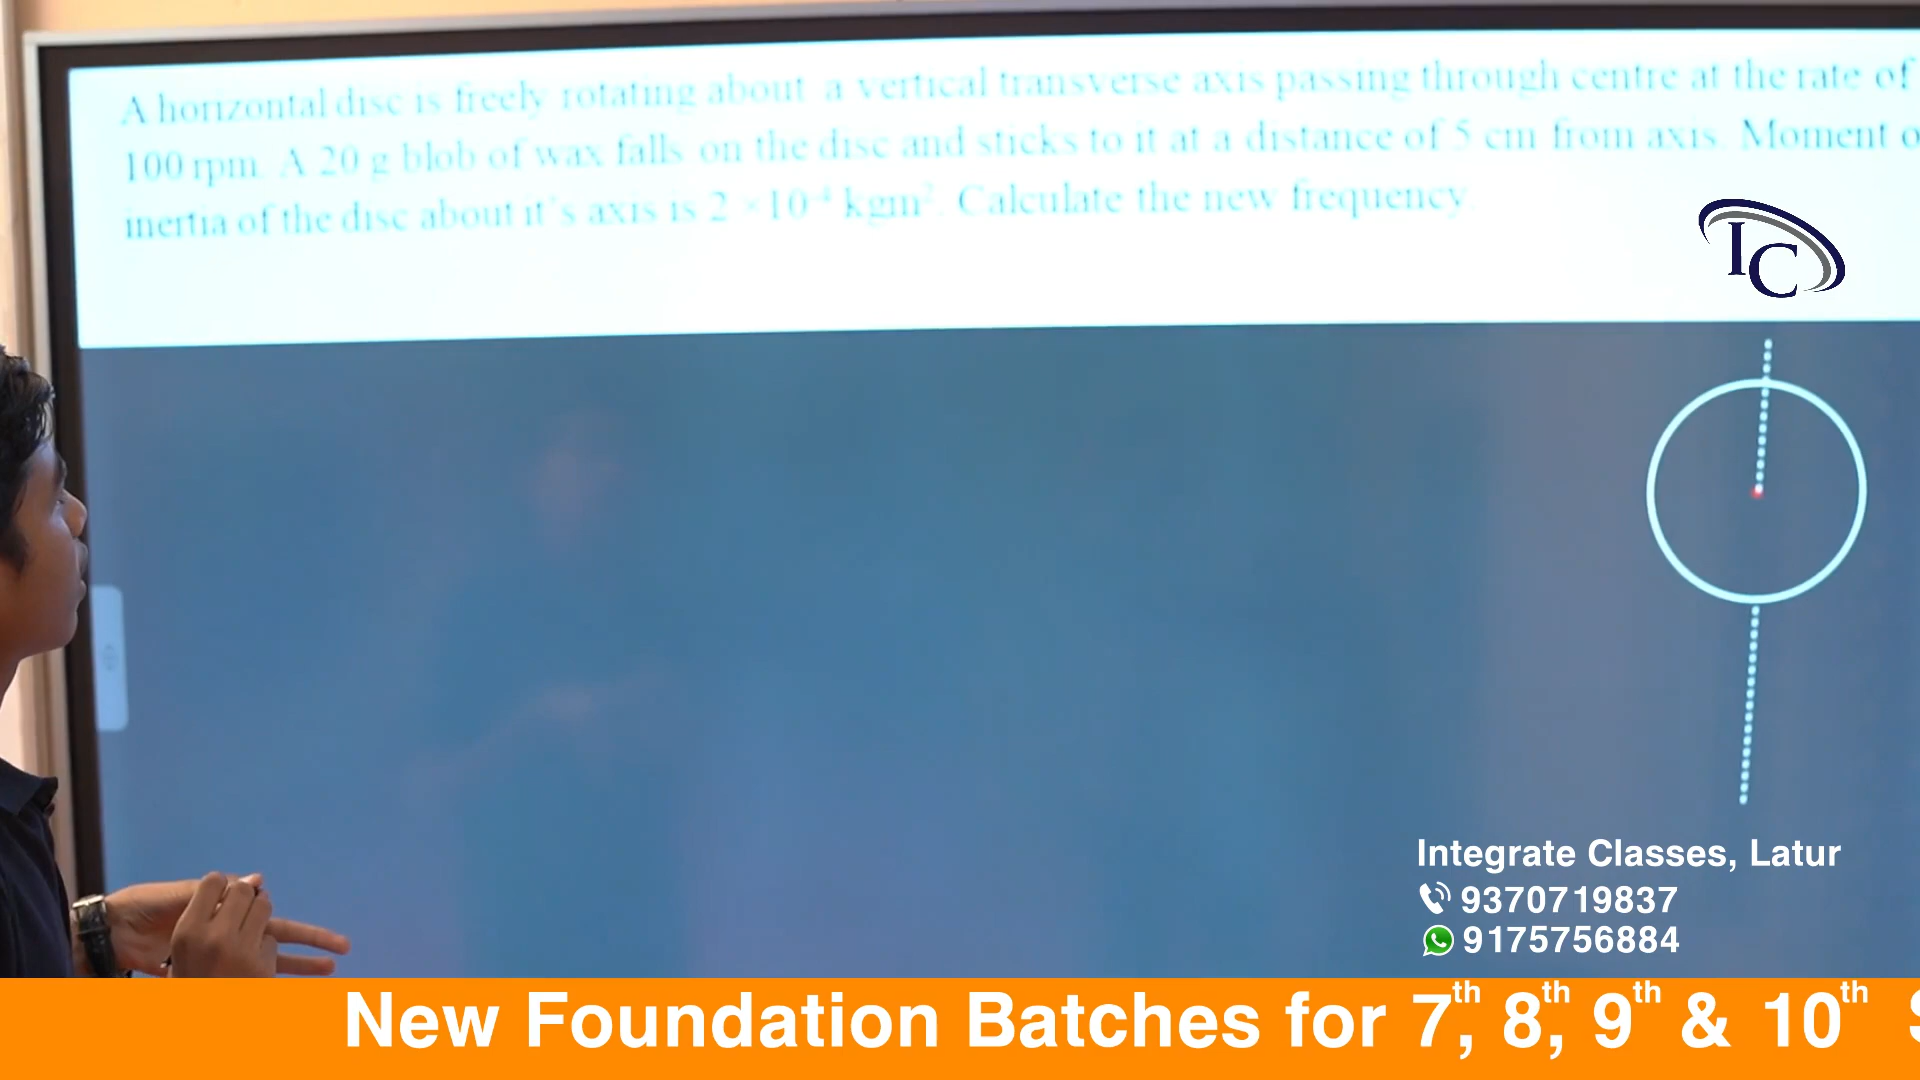 A horizontal disc is freely rotating about a vertical transverse axis passing through centre at the rate of
100 rpm. A 20 g blob of wax falls on the disc and sticks to it at a distance of 5 cm from axis. Moment o
inertia of the disc about it's axis is 2 ×10⁻⁴ kgm². Calculate the new frequency.
IC
Integrate Classes, Latur
9370719837
9175756884
New Foundation Batches for 7th, 8th, 9th & 10th S